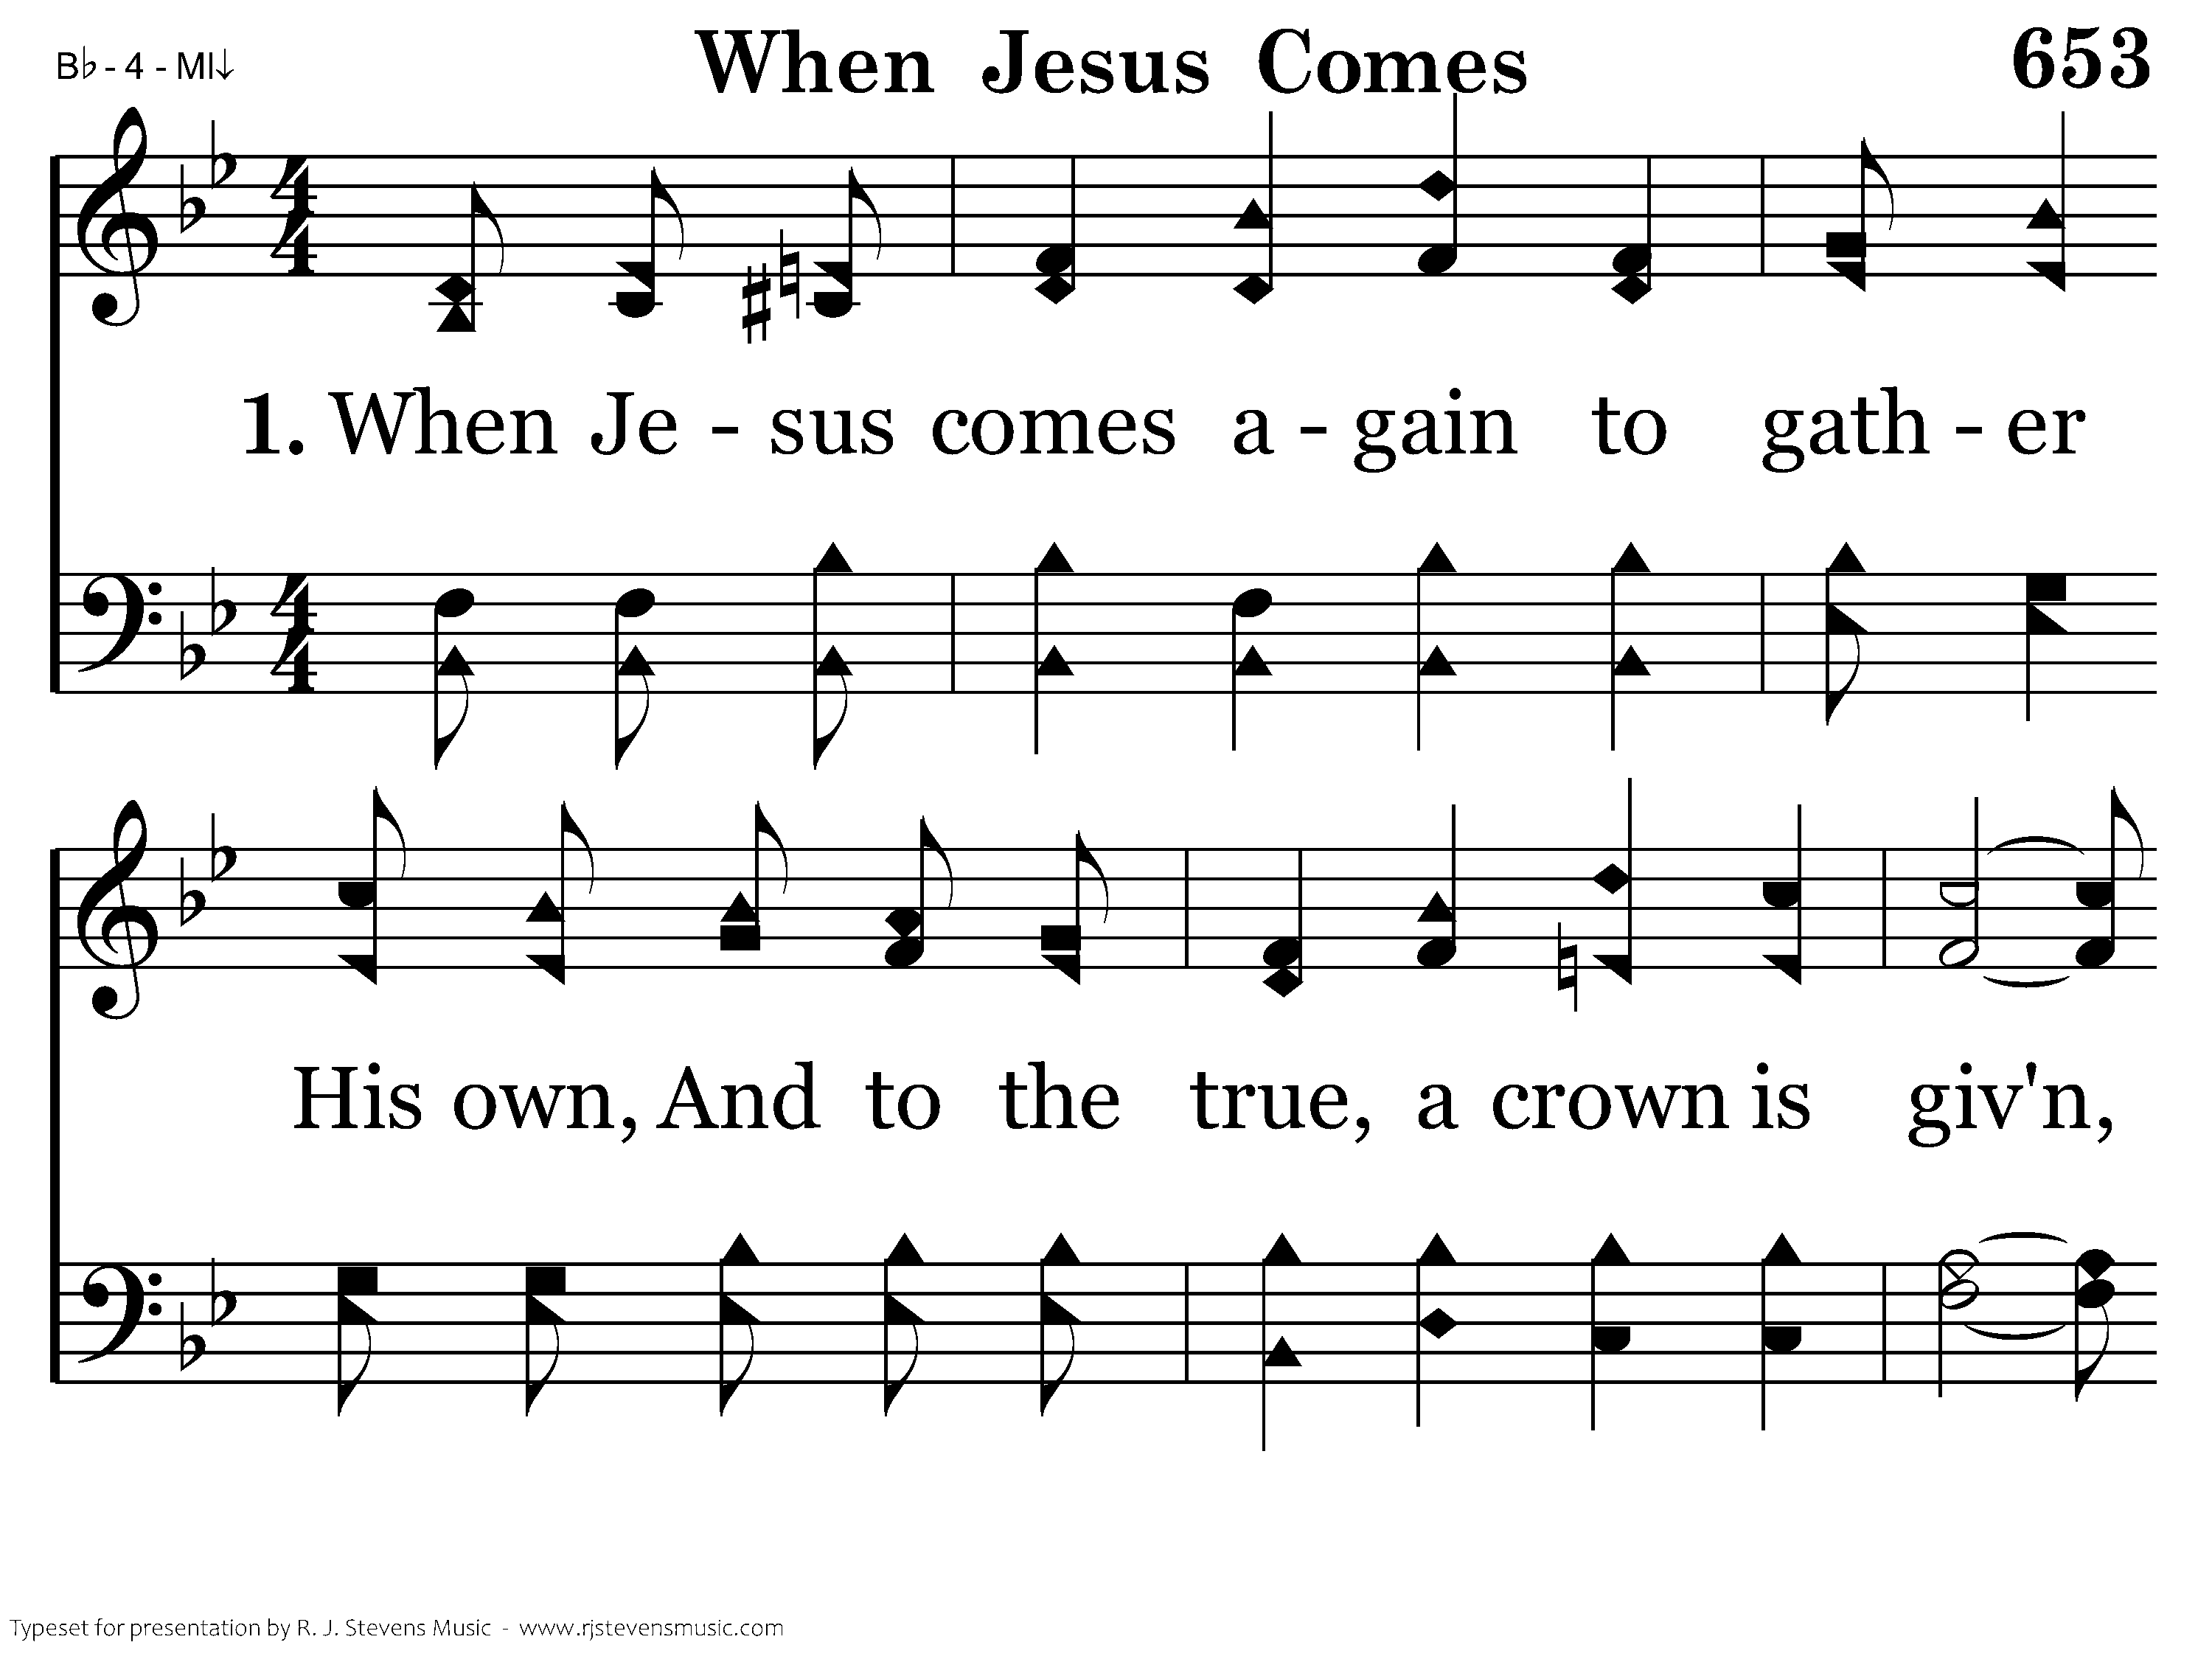 B♭ - 4 - MI↓
When Jesus Comes
653
1. When Je - sus comes a - gain to gath - er
His own, And to the true, a crown is giv'n,
Typeset for presentation by R. J. Stevens Music - www.rjstevensmusic.com